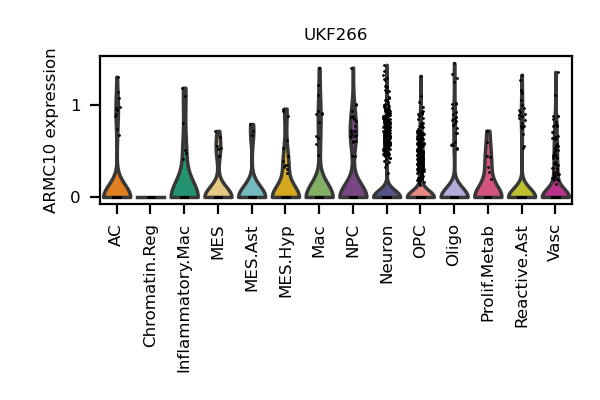 UKF266
ARMC10 expression
1
0
AC
Chromatin.Reg
Inflammatory.Mac
MES
MES.Ast
MES.Hyp
Mac
NPC
Neuron
OPC
Oligo
Prolif.Metab
Reactive.Ast
Vasc